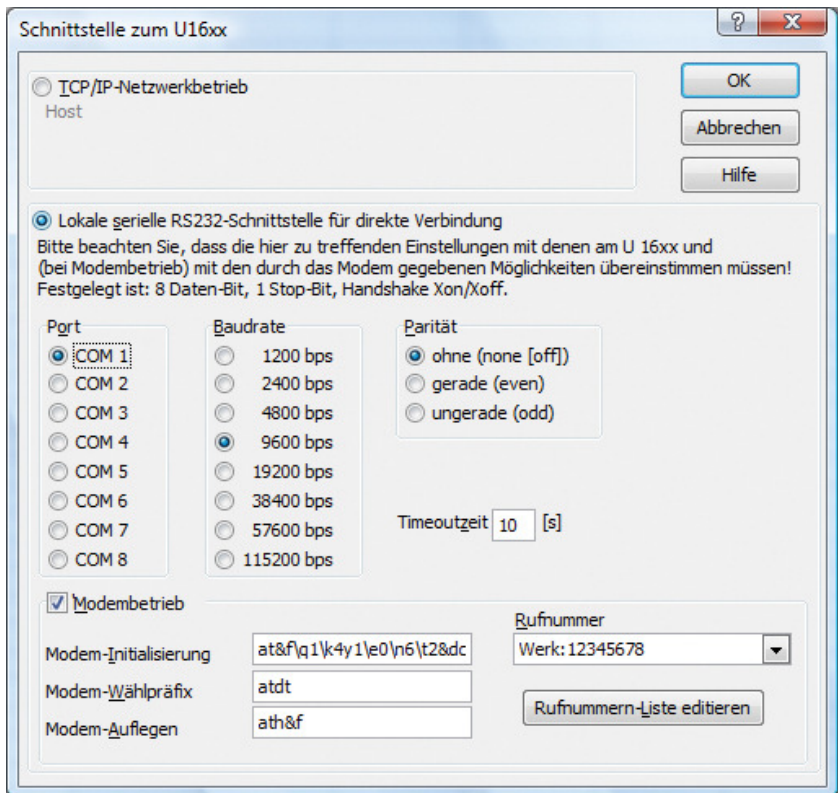 Schnittstelle zum U16xx
TCP/IP-Netzwerkbetrieb
Host
OK
Abbrechen
Hilfe
Lokale serielle RS232-Schnittstelle für direkte Verbindung
Bitte beachten Sie, dass die hier zu treffenden Einstellungen mit denen am U 16xx und
(bei Modembetrieb) mit den durch das Modem gegebenen Möglichkeiten übereinstimmen müssen!
Festgelegt ist: 8 Daten-Bit, 1 Stop-Bit, Handshake Xon/Xoff.
Port
COM 1
COM 2
COM 3
COM 4
COM 5
COM 6
COM 7
COM 8
Baudrate
1200 bps
2400 bps
4800 bps
9600 bps
19200 bps
38400 bps
57600 bps
115200 bps
Parität
ohne (none [off])
gerade (even)
ungerade (odd)
Timeoutzeit 10 [s]
Modembetrieb
Modem-Initialisierung at&f\q1\k4y1\e0\n6\t2&dc
Modem-Wählpräfix atdt
Modem-Auflegen ath&f
Rufnummer
Werk:12345678
Rufnummern-Liste editieren